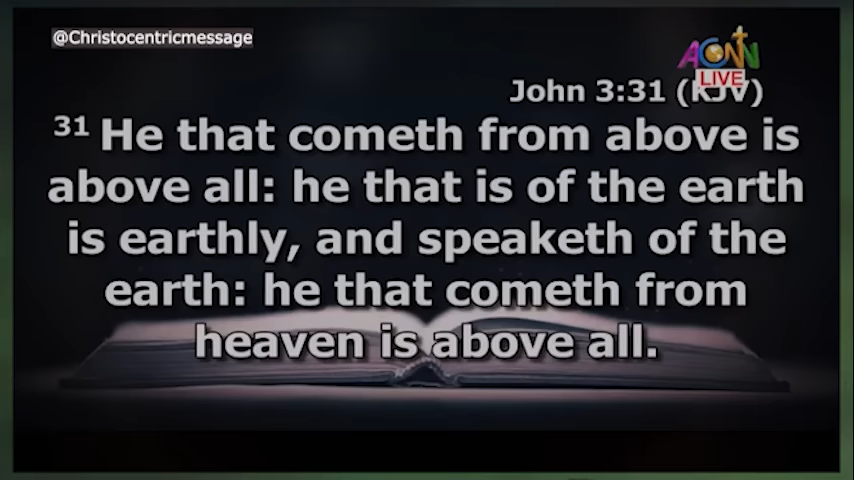 @Christocentricmessage
ACNN
LIVE
John 3:31 (KJV)
31 He that cometh from above is
above all: he that is of the earth
is earthly, and speaketh of the
earth: he that cometh from
heaven is above all.